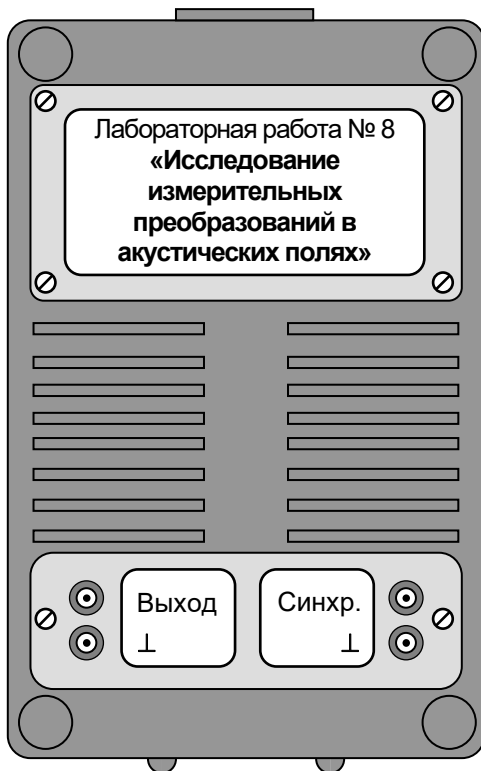 Лабораторная работа № 8
«Исследование
измерительных
преобразований в
акустических полях»
Выход
Синхр.
⊥
⊥